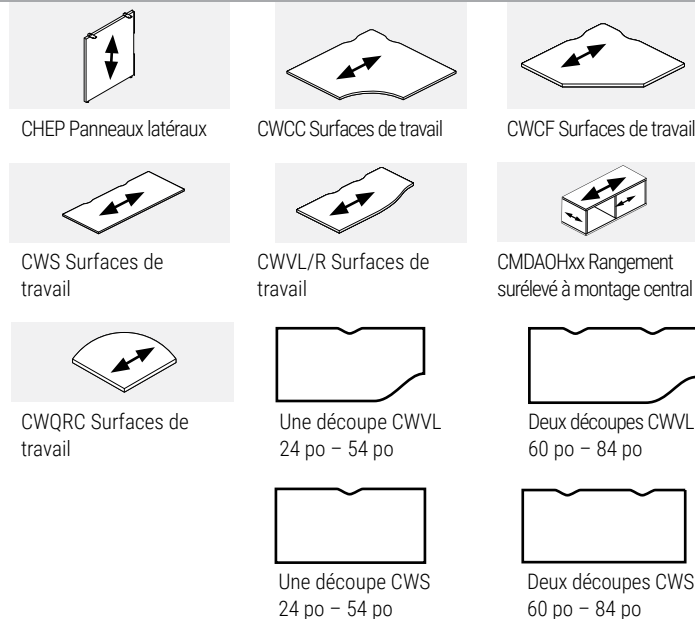 CHEP Panneaux latéraux
CWCC Surfaces de travail
CWCF Surfaces de travail
CWS Surfaces de
travail
CWVL/R Surfaces de
travail
CMDAOHxx Rangement
surélevé à montage central
CWQRC Surfaces de
travail
Une découpe CWVL
24 po – 54 po
Deux découpes CWVL
60 po – 84 po
Une découpe CWS
24 po – 54 po
Deux découpes CWS
60 po – 84 po